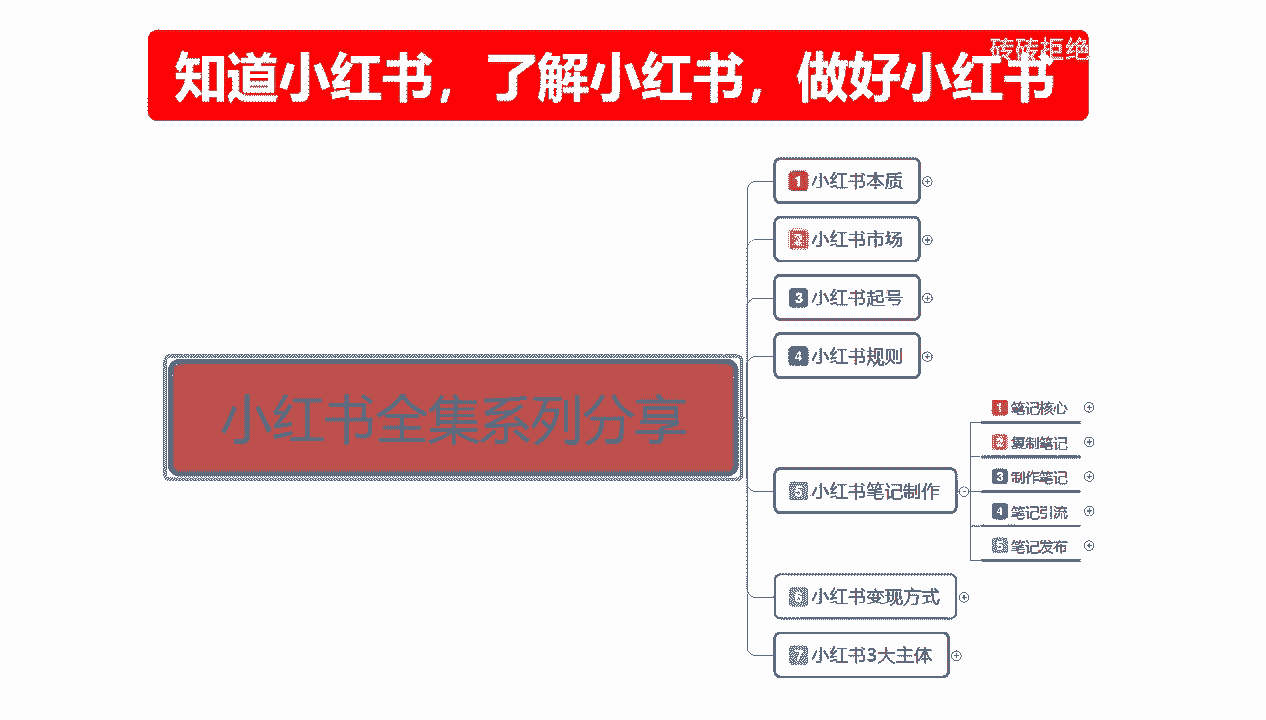 知道小红书，了解小红书，做好小红书
砖砖拒绝
1 小红书本质
2 小红书市场
3 小红书起号
4 小红书规则
小红书全集系列分享
5 小红书笔记制作
1 笔记核心
2 复制笔记
3 制作笔记
4 笔记引流
5 笔记发布
6 小红书变现方式
7 小红书3大主体